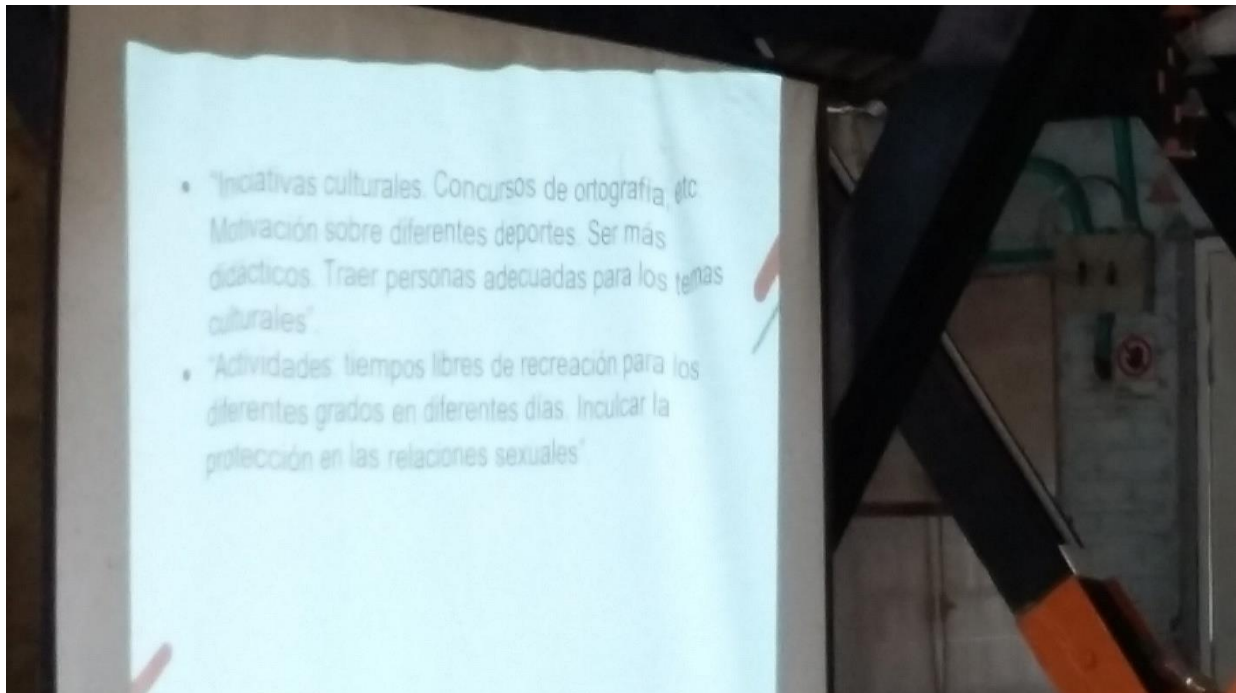 • "Iniciativas culturales. Concursos de ortografía, etc.
Motivación sobre diferentes deportes. Ser más
didácticos. Traer personas adecuadas para los temas
culturales".
• "Actividades: tiempos libres de recreación para los
diferentes grados en diferentes días. Inculcar la
protección en las relaciones sexuales".